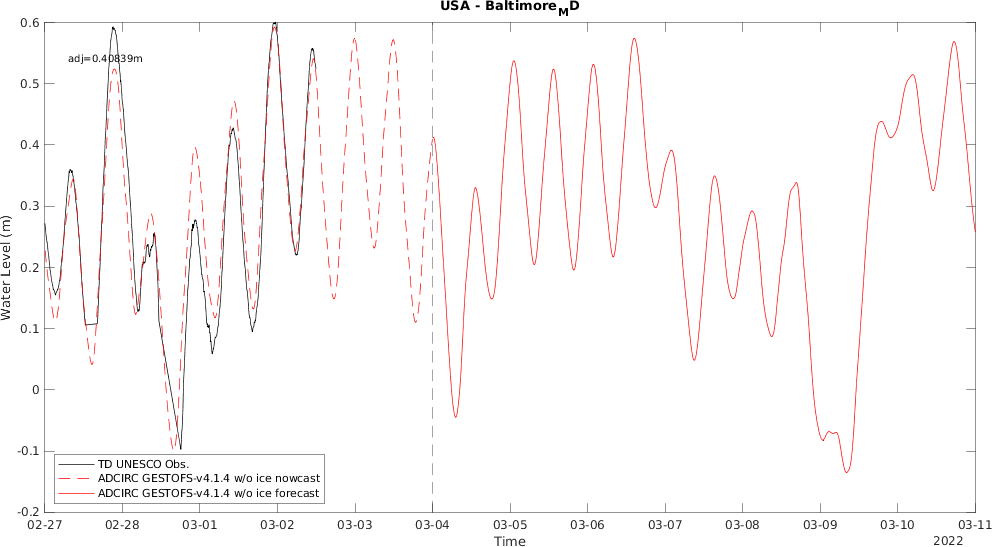 USA - BaltimoreMD
0.6
adj=0.40839m
0.5
0.4
0.3
0.2
0.1
0
-0.1
-0.2
Water Level (m)
TD UNESCO Obs.
ADCIRC GESTOFS-v4.1.4 w/o ice nowcast
ADCIRC GESTOFS-v4.1.4 w/o ice forecast
02-27 02-28 03-01 03-02 03-03 03-04 03-05 03-06 03-07 03-08 03-09 03-10 03-11
Time
2022